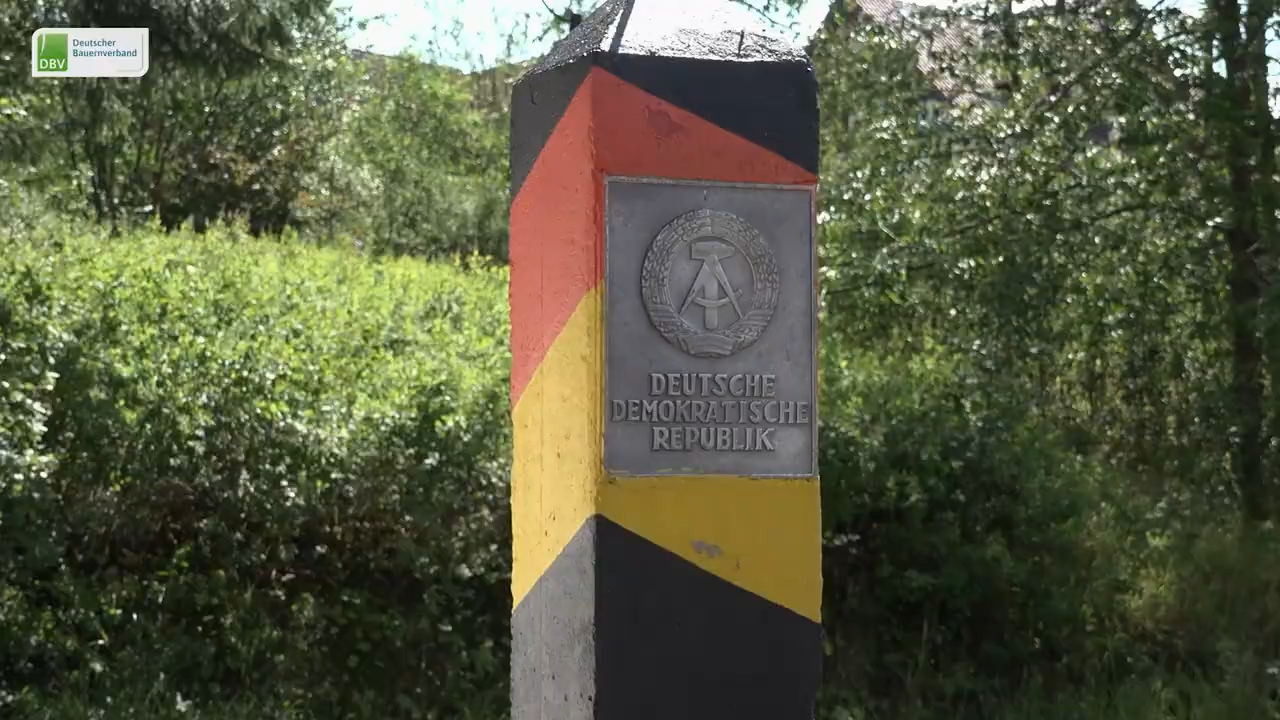 DBV
Deutscher
Bauernverband
DEUTSCHE
DEMOKRATISCHE
REPUBLIK